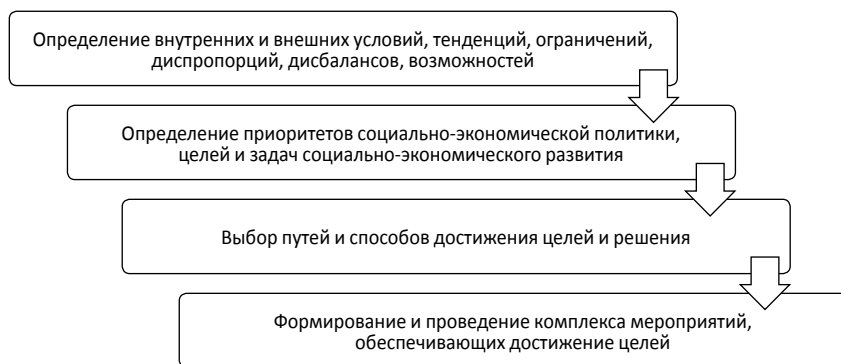 Определение внутренних и внешних условий, тенденций, ограничений,
диспропорций, дисбалансов, возможностей
Определение приоритетов социально-экономической политики,
целей и задач социально-экономического развития
Выбор путей и способов достижения целей и решения
Формирование и проведение комплекса мероприятий,
обеспечивающих достижение целей